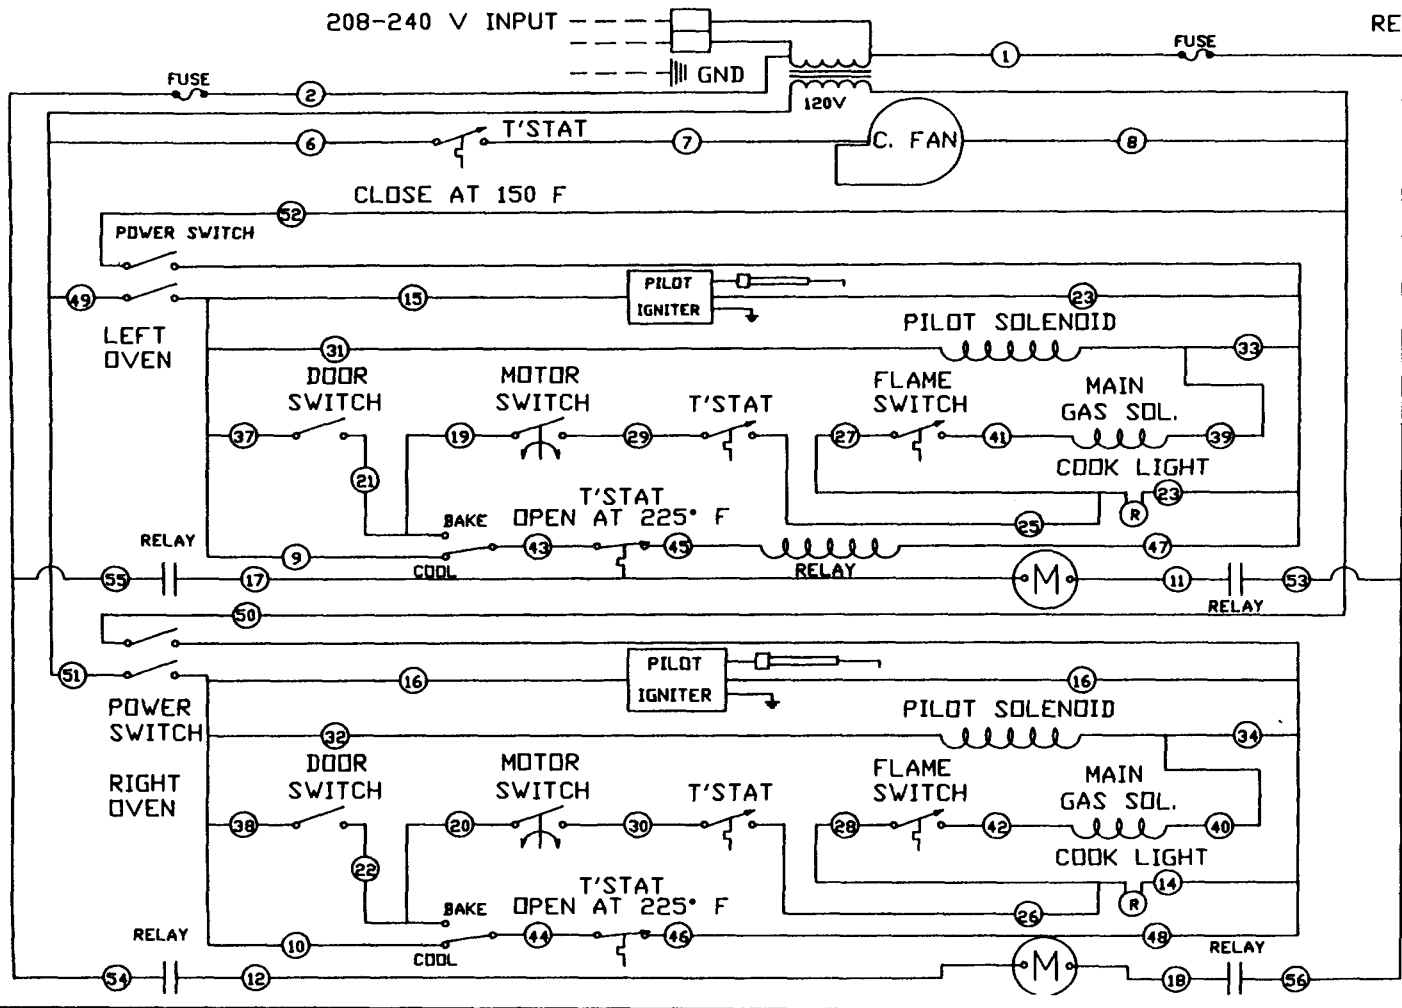 208-240 V INPUT
RE
FUSE
1
GND
FUSE
2
120V
6
T'STAT
7
C. FAN
8
CLOSE AT 150 F
52
POWER SWITCH
49
15
PILOT
IGNITER
23
LEFT
OVEN
PILOT SOLENOID
31
33
DOOR
SWITCH
MOTOR
SWITCH
T'STAT
FLAME
SWITCH
MAIN
GAS SOL.
37
19
29
27
41
39
21
COOK LIGHT
23
R
T'STAT
OPEN AT 225° F
BAKE
25
RELAY
9
COOL
43
45
RELAY
47
55
17
M
11
53
RELAY
50
51
16
PILOT
IGNITER
16
POWER
SWITCH
PILOT SOLENOID
32
34
RIGHT
OVEN
DOOR
SWITCH
MOTOR
SWITCH
T'STAT
FLAME
SWITCH
MAIN
GAS SOL.
38
20
30
28
42
40
22
COOK LIGHT
14
R
T'STAT
OPEN AT 225° F
BAKE
26
RELAY
10
COOL
44
46
48
RELAY
54
12
M
18
56